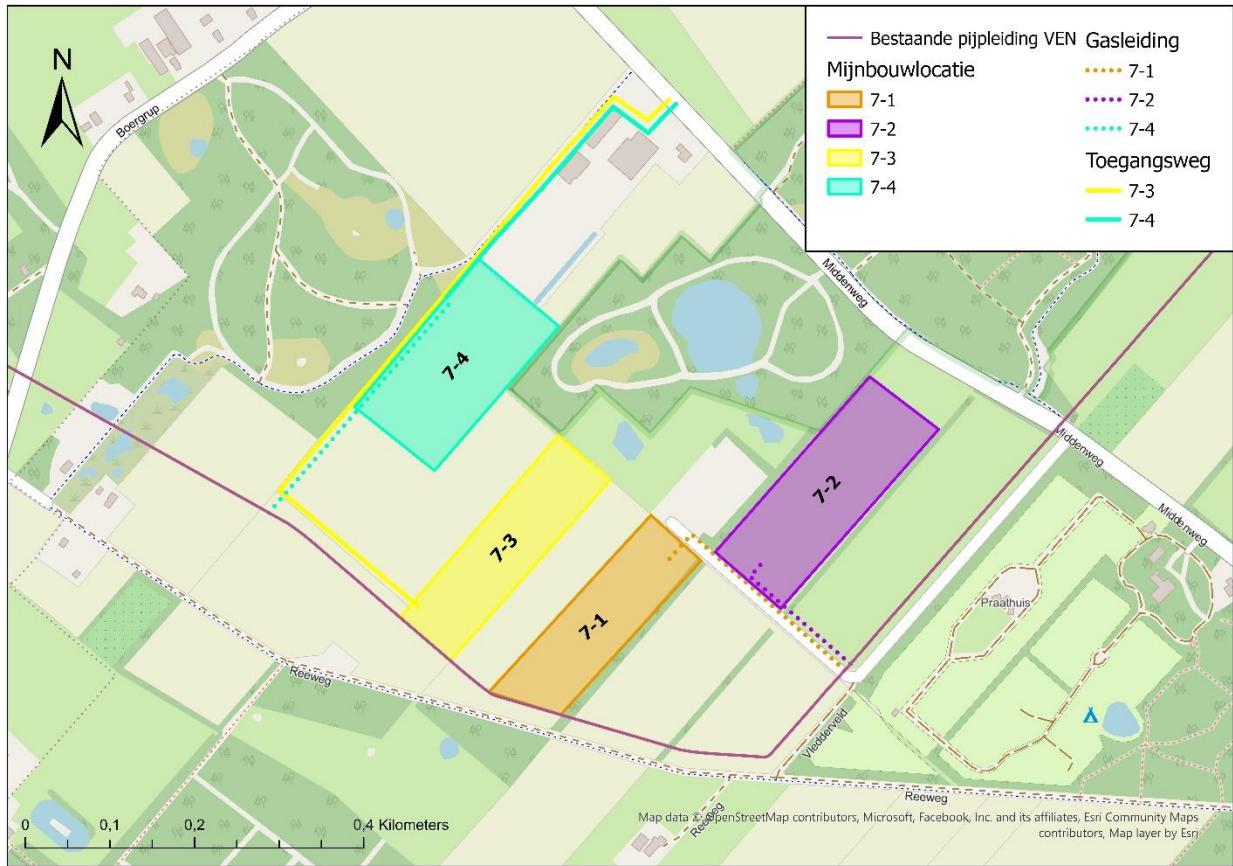 Bestaande pijpleiding VEN
Mijnbouwlocatie
7-1
7-2
7-3
7-4
Gasleiding
7-1
7-2
7-4
Toegangsweg
7-3
7-4
N
Boergrup
Middenweg
Middenweg
Middenweg
7-4
7-3
7-2
7-1
Praathuis
Vledderveld
Reeweg
Reeweg
Reeweg
0 0,1 0,2 0,4 Kilometers
Map data © OpenStreetMap contributors, Microsoft, Facebook, Inc. and its affiliates, Esri Community Maps
contributors, Map layer by Esri